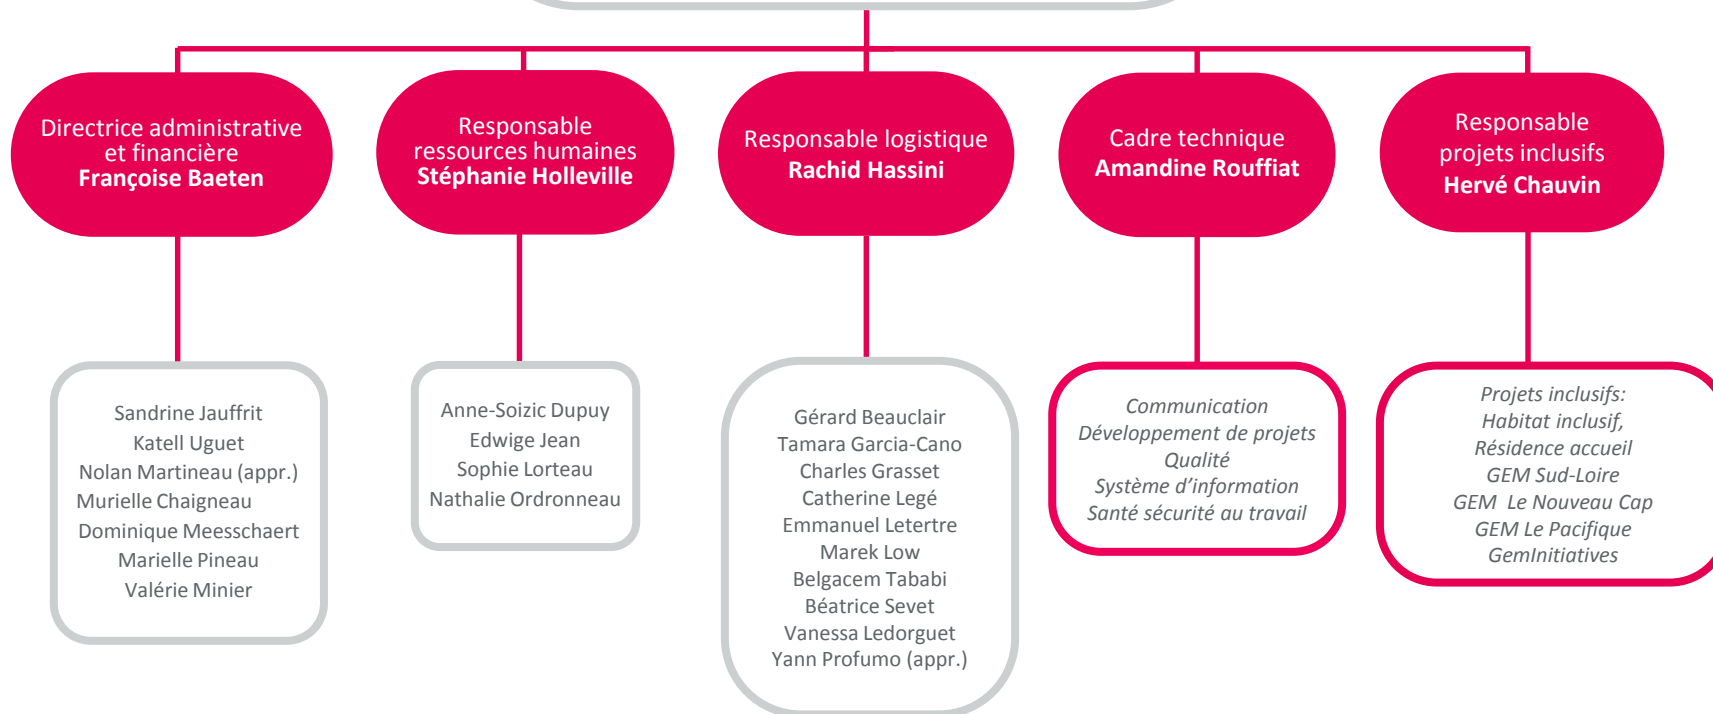 Directrice administrative
et financière
Françoise Baeten
Responsable
ressources humaines
Stéphanie Holleville
Responsable logistique
Rachid Hassini
Cadre technique
Amandine Rouffiat
Responsable
projets inclusifs
Hervé Chauvin
Sandrine Jauffrit
Katell Uguet
Nolan Martineau (appr.)
Murielle Chaigneau
Dominique Meesschaert
Marielle Pineau
Valérie Minier
Anne-Soizic Dupuy
Edwige Jean
Sophie Lorteau
Nathalie Ordronneau
Gérard Beauclair
Tamara Garcia-Cano
Charles Grasset
Catherine Legé
Emmanuel Letertre
Marek Low
Belgacem Tababi
Béatrice Sevet
Vanessa Ledorguet
Yann Profumo (appr.)
Communication
Développement de projets
Qualité
Système d’information
Santé sécurité au travail
Projets inclusifs:
Habitat inclusif,
Résidence accueil
GEM Sud-Loire
GEM Le Nouveau Cap
GEM Le Pacifique
GemInitiatives